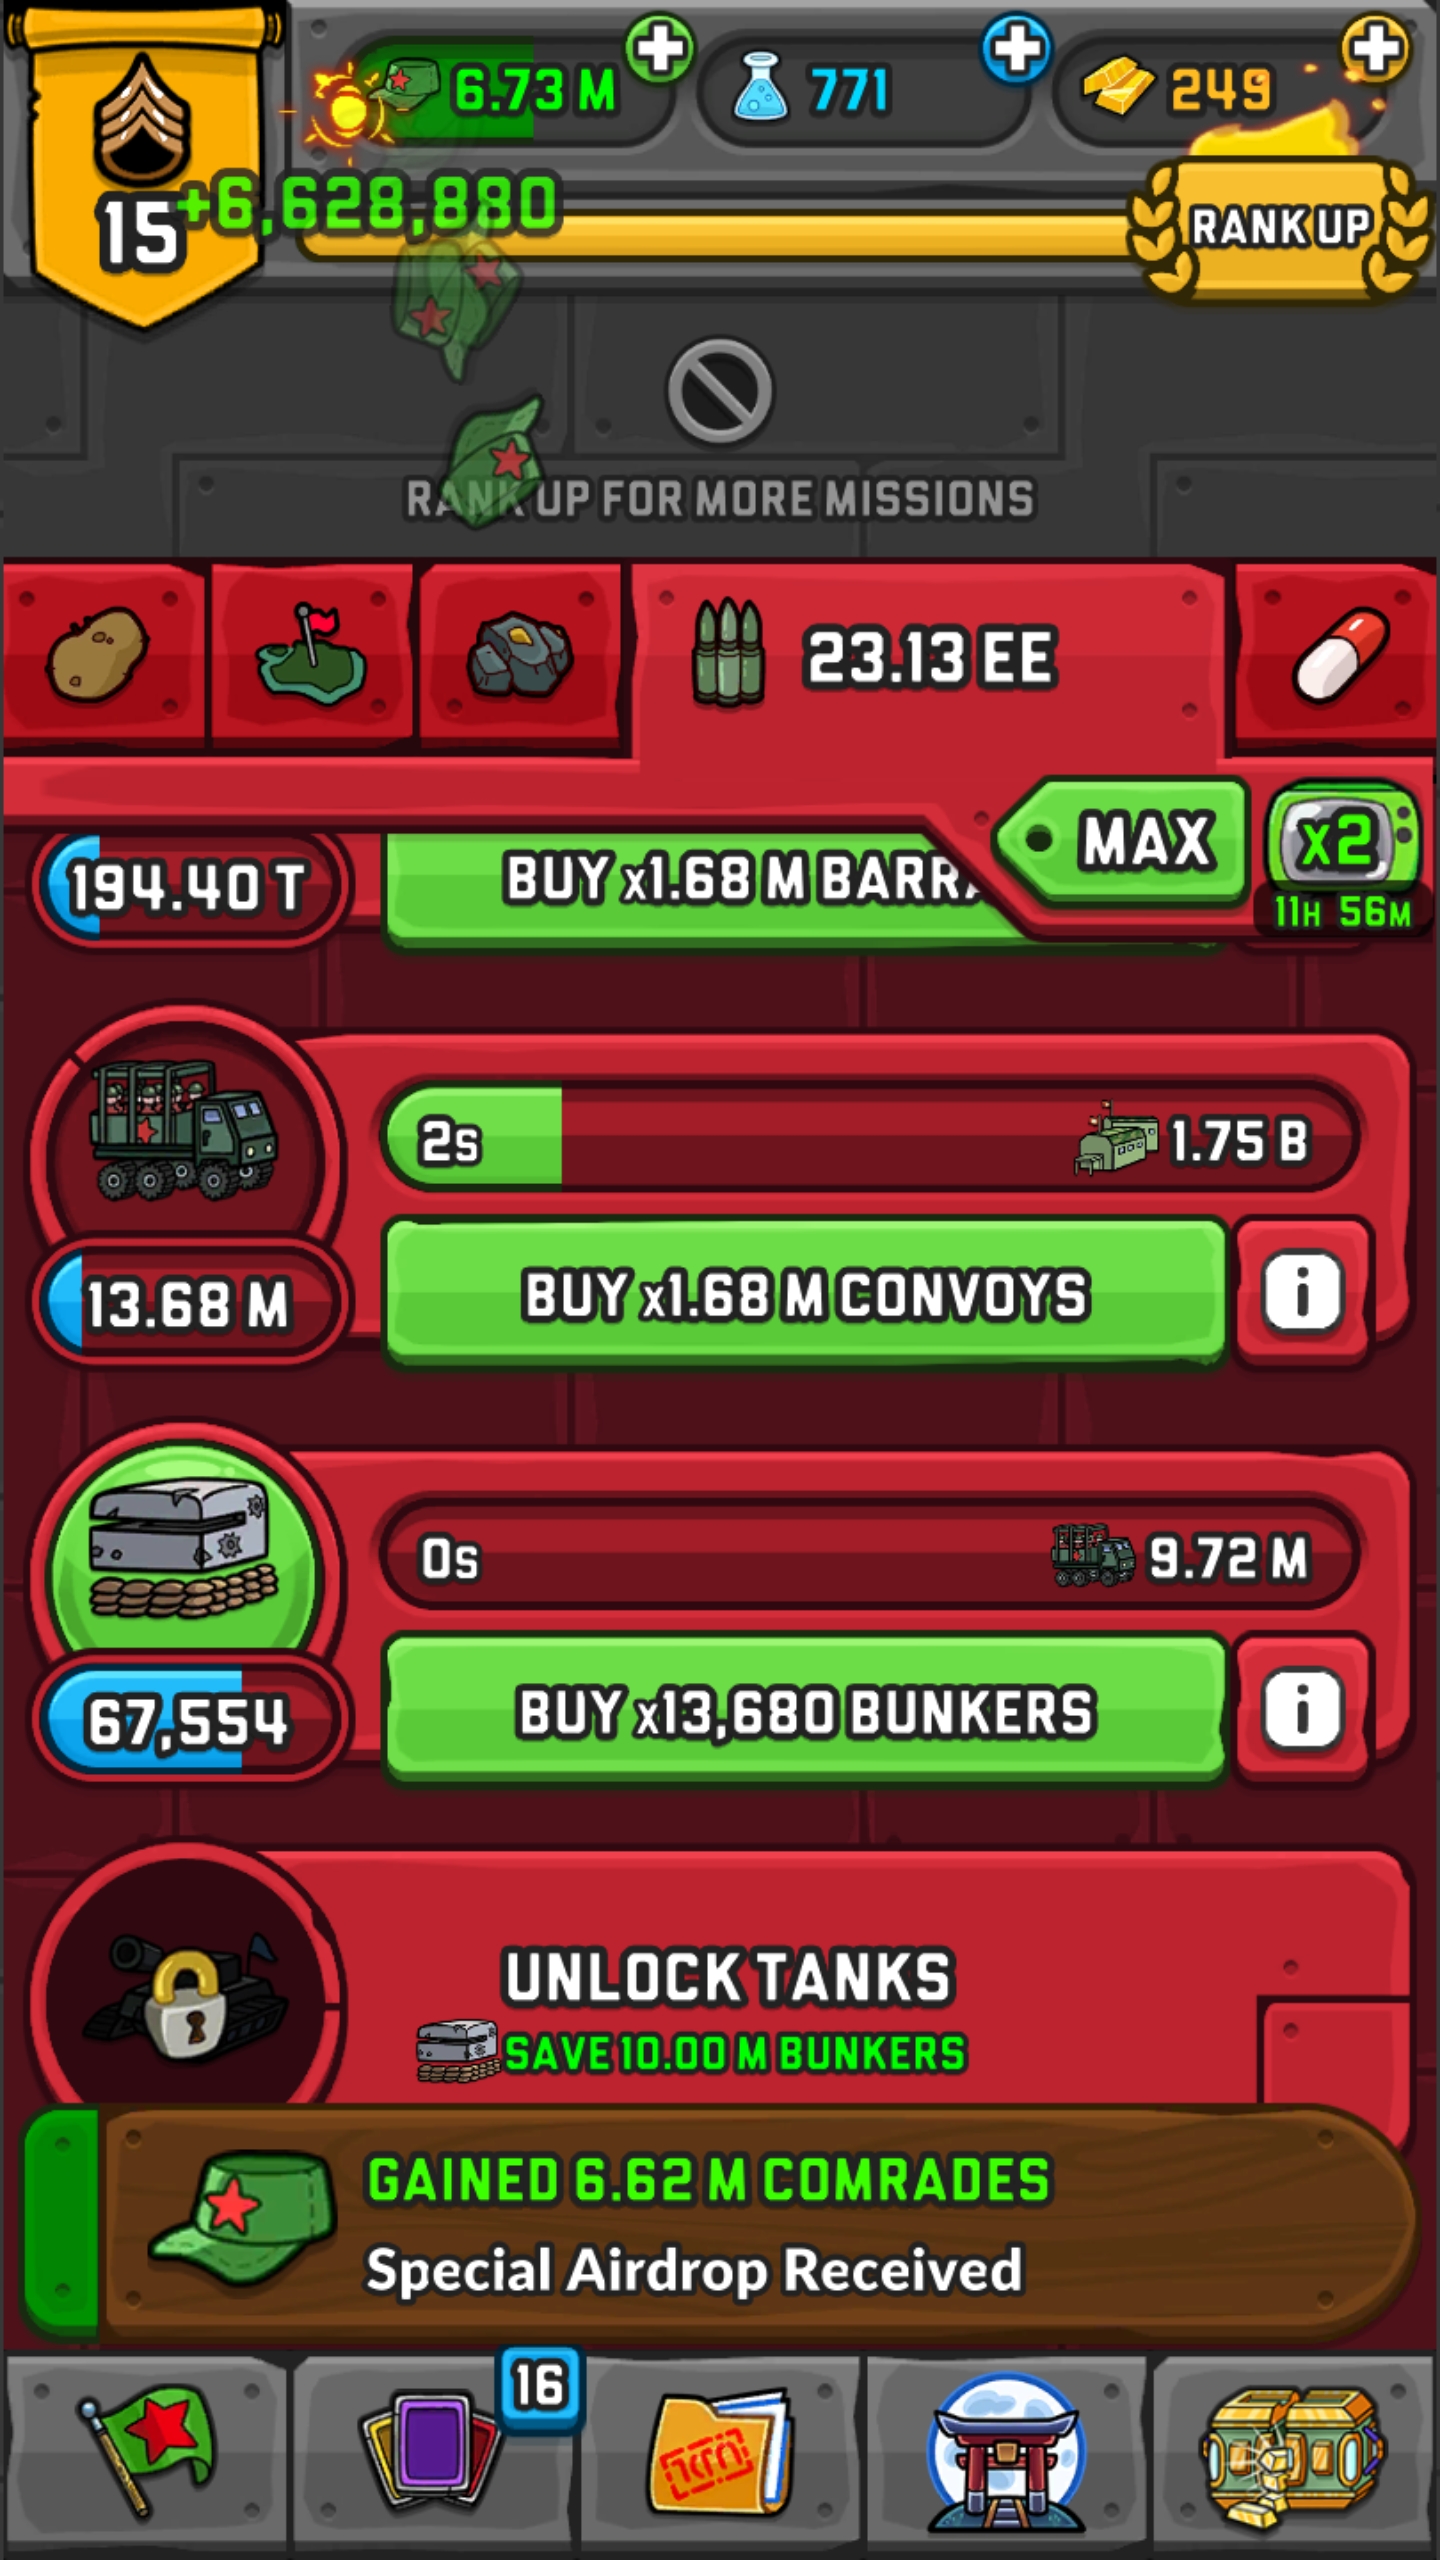 6.73 M
771
249
15
+6,628,880
RANK UP
RANK UP FOR MORE MISSIONS
23.13 EE
MAX
x2
11H 56M
194.40 T
BUY x1.68 M
2s
1.75 B
13.68 M
BUY x1.68 M CONVOYS
i
0s
9.72 M
67,554
BUY x13,680 BUNKERS
i
UNLOCK TANKS
SAVE 10.00 M BUNKERS
GAINED 6.62 M COMRADES
Special Airdrop Received
16